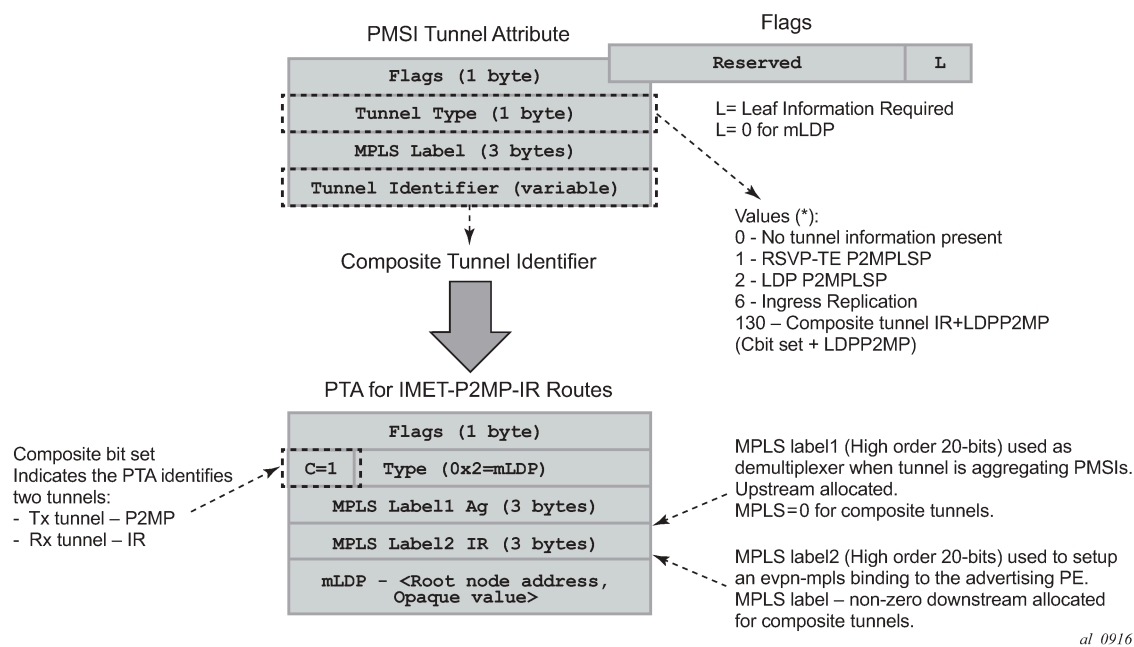 PMSI Tunnel Attribute
Flags
Flags (1 byte)
Reserved
L
Tunnel Type (1 byte)
MPLS Label (3 bytes)
Tunnel Identifier (variable)
L= Leaf Information Required
L= 0 for mLDP
Values (*):
0 - No tunnel information present
1 - RSVP-TE P2MPLSP
2 - LDP P2MPLSP
6 - Ingress Replication
130 – Composite tunnel IR+LDPP2MP
(Cbit set + LDPP2MP)
Composite Tunnel Identifier
PTA for IMET-P2MP-IR Routes
Flags (1 byte)
C=1
Type (0x2=mLDP)
MPLS Label1 Ag (3 bytes)
MPLS Label2 IR (3 bytes)
mLDP - <Root node address,
Opaque value>
Composite bit set
Indicates the PTA identifies
two tunnels:
- Tx tunnel – P2MP
- Rx tunnel – IR
MPLS label1 (High order 20-bits) used as
demultiplexer when tunnel is aggregating PMSIs.
Upstream allocated.
MPLS=0 for composite tunnels.
MPLS label2 (High order 20-bits) used to setup
an evpn-mpls binding to the advertising PE.
MPLS label – non-zero downstream allocated
for composite tunnels.
al_0916